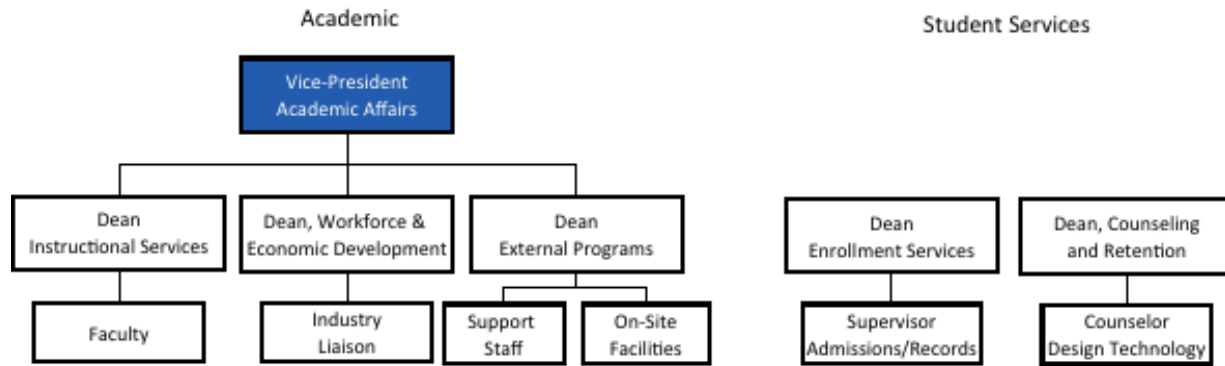 Academic
Student Services
Vice-President
Academic Affairs
Dean
Instructional Services
Dean, Workforce &
Economic Development
Dean
External Programs
Dean
Enrollment Services
Dean, Counseling
and Retention
Faculty
Industry
Liaison
Support
Staff
On-Site
Facilities
Supervisor
Admissions/Records
Counselor
Design Technology